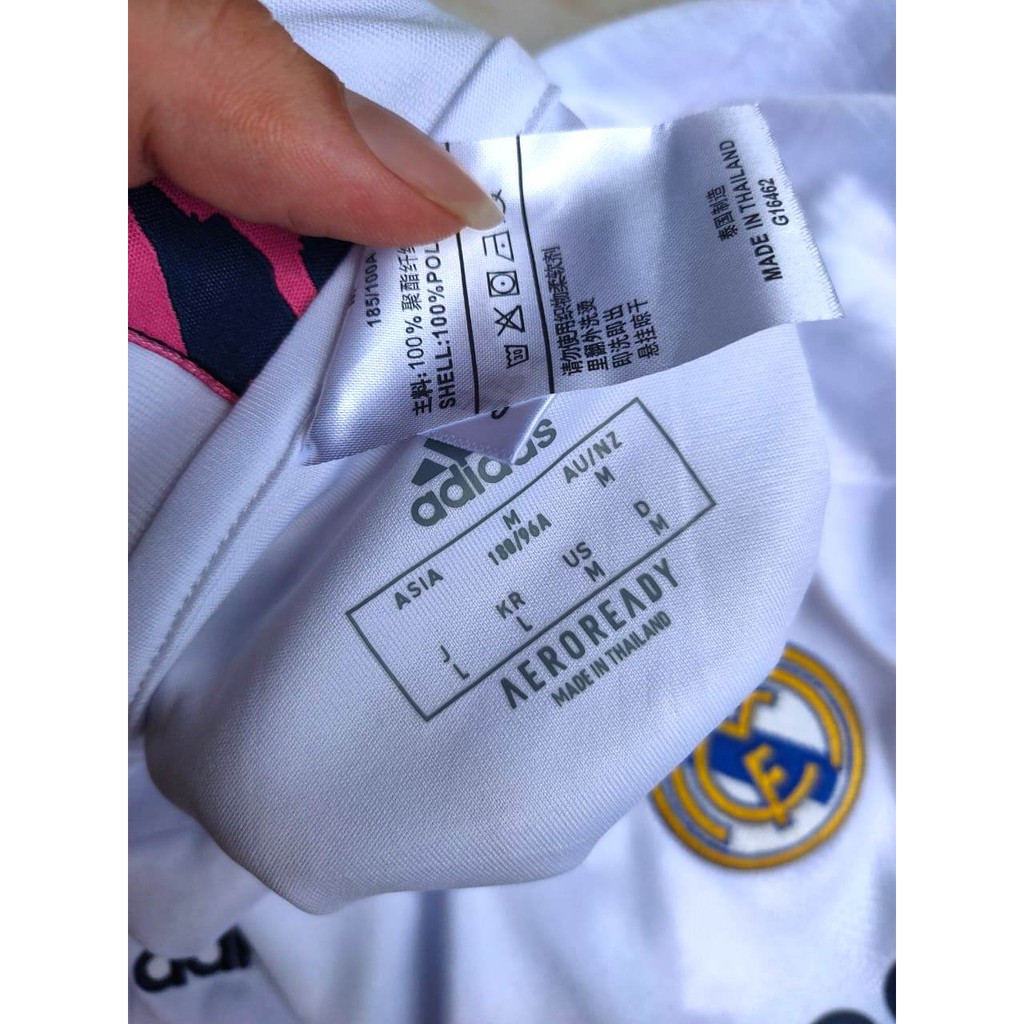 185/100A
主料: 100% 聚酯纤
SHELL:100%POL
请勿使用织物柔软剂
里翻外洗烫
即洗即出
悬挂晾干
泰国制造
MADE IN THAILAND
G16462
adidas
ASIA
M
180/96A
AU/NZ
M
J
L
KR
L
US
M
D
M
AEROREADY
MADE IN THAILAND